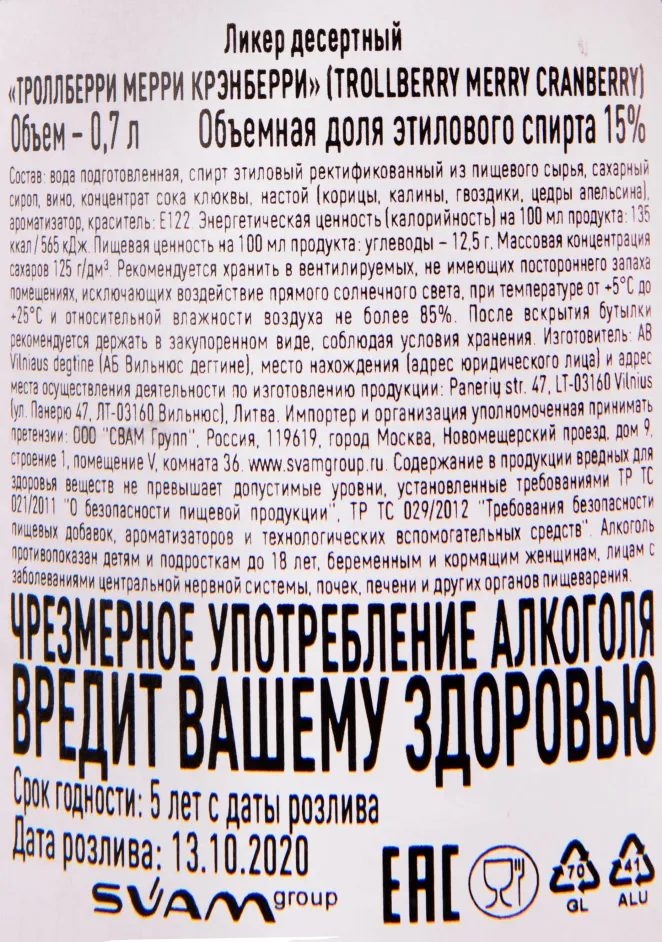 Ликер десертный
«ТРОЛЛБЕРРИ МЕРРИ КРЭНБЕРРИ» (TROLLBERRY MERRY CRANBERRY)
Объем – 0,7 л Объемная доля этилового спирта 15%
Состав: вода подготовленная, спирт этиловый ректификованный из пищевого сырья, сахарный
сироп, вино, концентрат сока клюквы, настой (корицы, калины, гвоздики, цедры апельсина),
ароматизатор, краситель: Е122. Энергетическая ценность (калорийность) на 100 мл продукта: 135
ккал/565 кДж. Пищевая ценность на 100 мл продукта: углеводы – 12,5 г. Массовая концентрация
сахаров 125 г/дм³. Рекомендуется хранить в вентилируемых, не имеющих постороннего запаха
помещениях, исключающих воздействие прямого солнечного света, при температуре от +5°C до
+25°C и относительной влажности воздуха не более 85%. После вскрытия бутылки
рекомендуется держать в закупоренном виде, соблюдая условия хранения. Изготовитель: AB
Vilniaus degtine (АБ Вильнюс дегтине), место нахождения (адрес юридического лица) и адрес
места осуществления деятельности по изготовлению продукции: Panerių str. 47, LT-03160 Vilnius
(ул. Панерю 47, ЛТ-03160 Вильнюс), Литва. Импортер и организация уполномоченная принимать
претензии: ООО "СВАМ Групп", Россия, 119619, город Москва, Новомещерский проезд, дом 9,
строение 1, помещение V, комната 36. www.svamgroup.ru. Содержание в продукции вредных для
здоровья веществ не превышает допустимые уровни, установленные требованиями ТР ТС
021/2011 "О безопасности пищевой продукции", ТР ТС 029/2012 "Требования безопасности
пищевых добавок, ароматизаторов и технологических вспомогательных средств". Алкоголь
противопоказан детям и подросткам до 18 лет, беременным и кормящим женщинам, лицам с
заболеваниями центральной нервной системы, почек, печени и других органов пищеварения.
ЧРЕЗМЕРНОЕ УПОТРЕБЛЕНИЕ АЛКОГОЛЯ
ВРЕДИТ ВАШЕМУ ЗДОРОВЬЮ
Срок годности: 5 лет с даты розлива
Дата розлива: 13.10.2020
SVAM group
ЕАС
70
GL
41
ALU